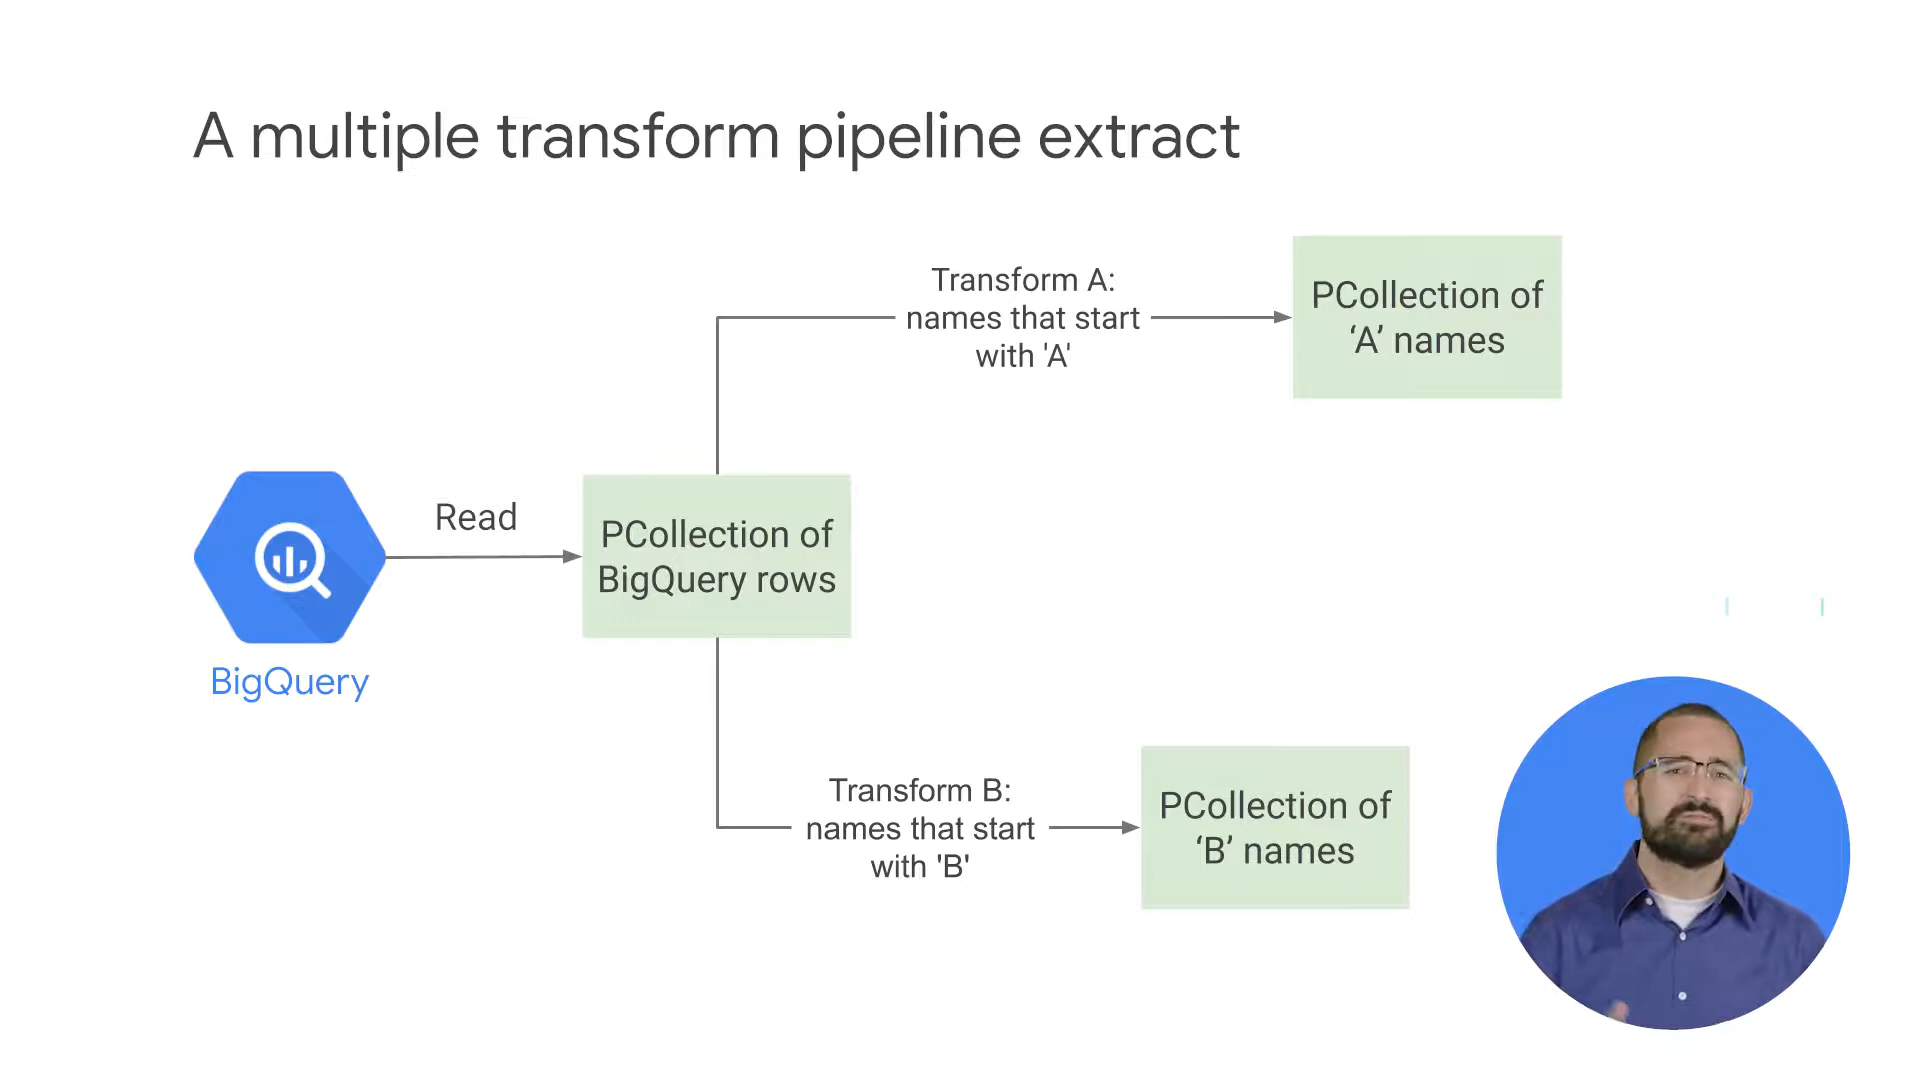 A multiple transform pipeline extract
Transform A:
names that start
with 'A'
PCollection of
‘A’ names
Read
PCollection of
BigQuery rows
BigQuery
Transform B:
names that start
with 'B'
PCollection of
‘B’ names